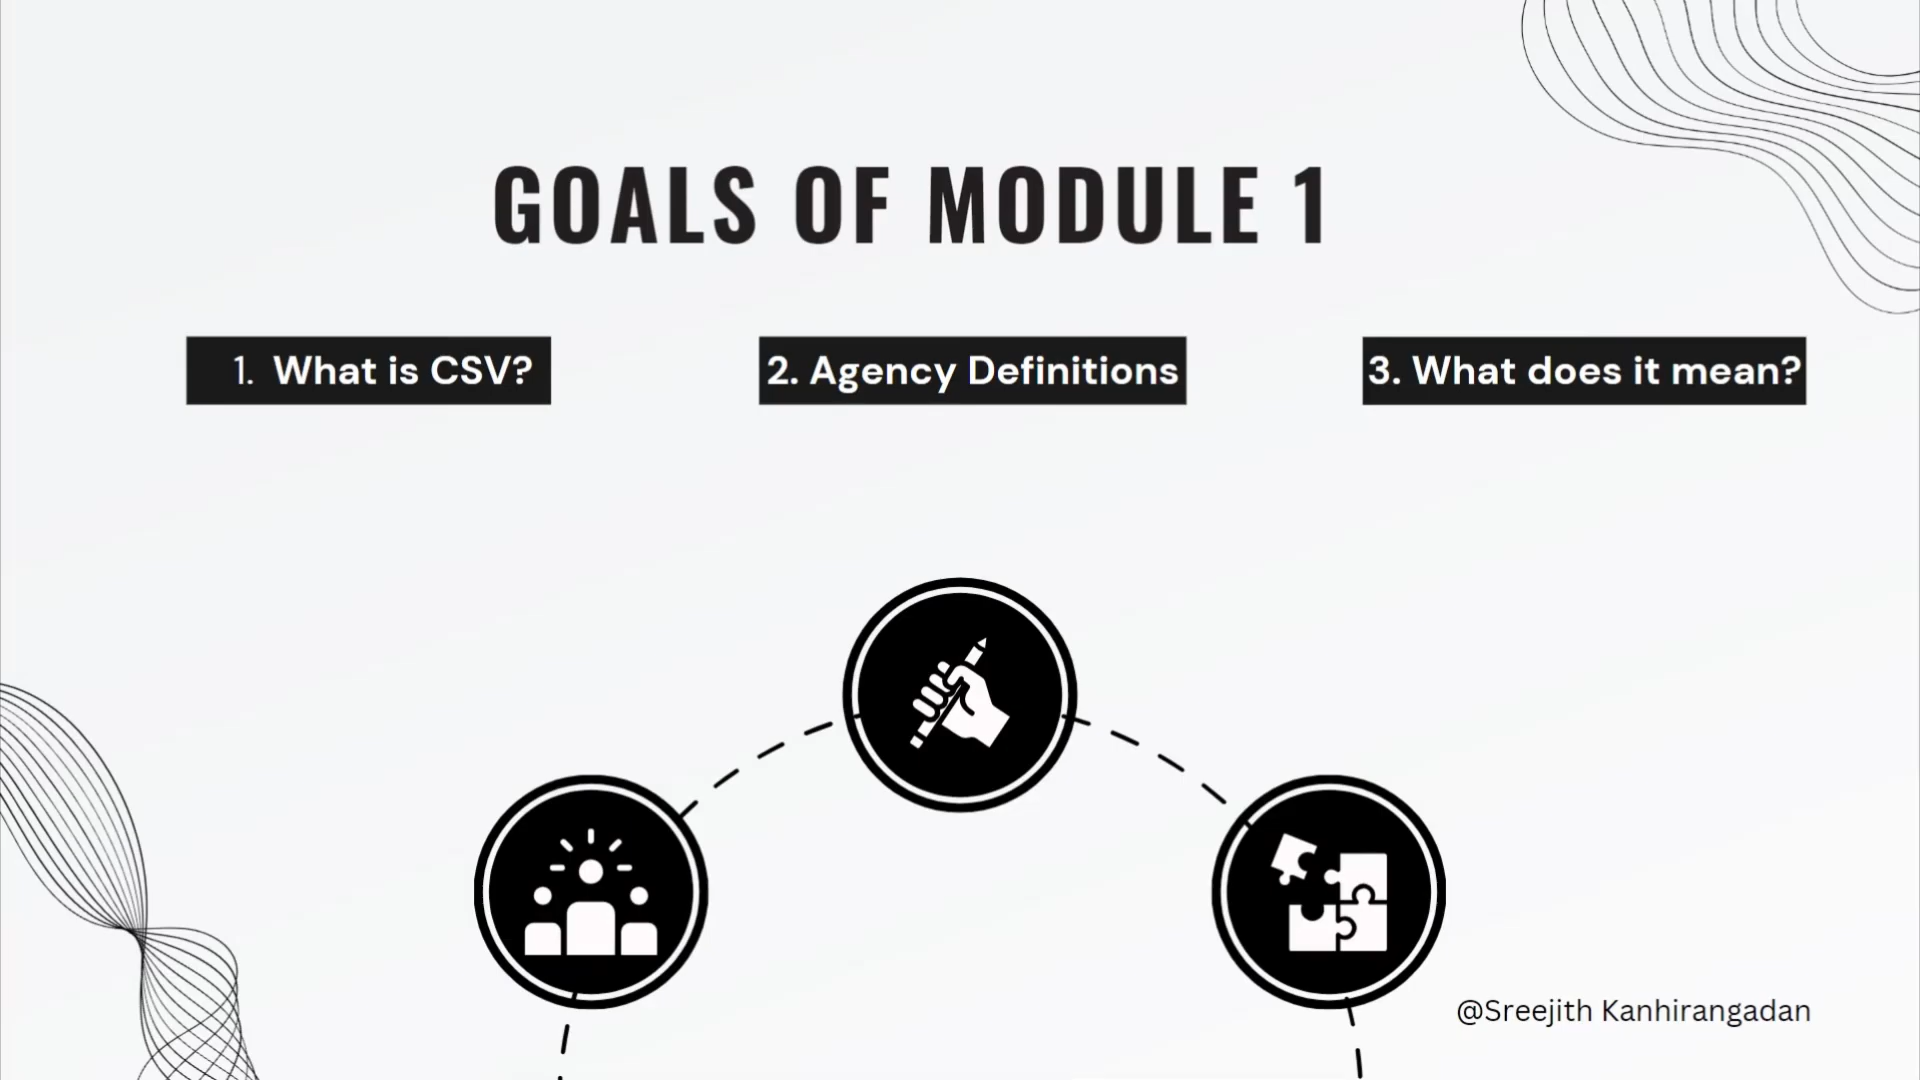 GOALS OF MODULE 1
1. What is CSV?
2. Agency Definitions
3. What does it mean?
@Sreejith Kanhirangadan